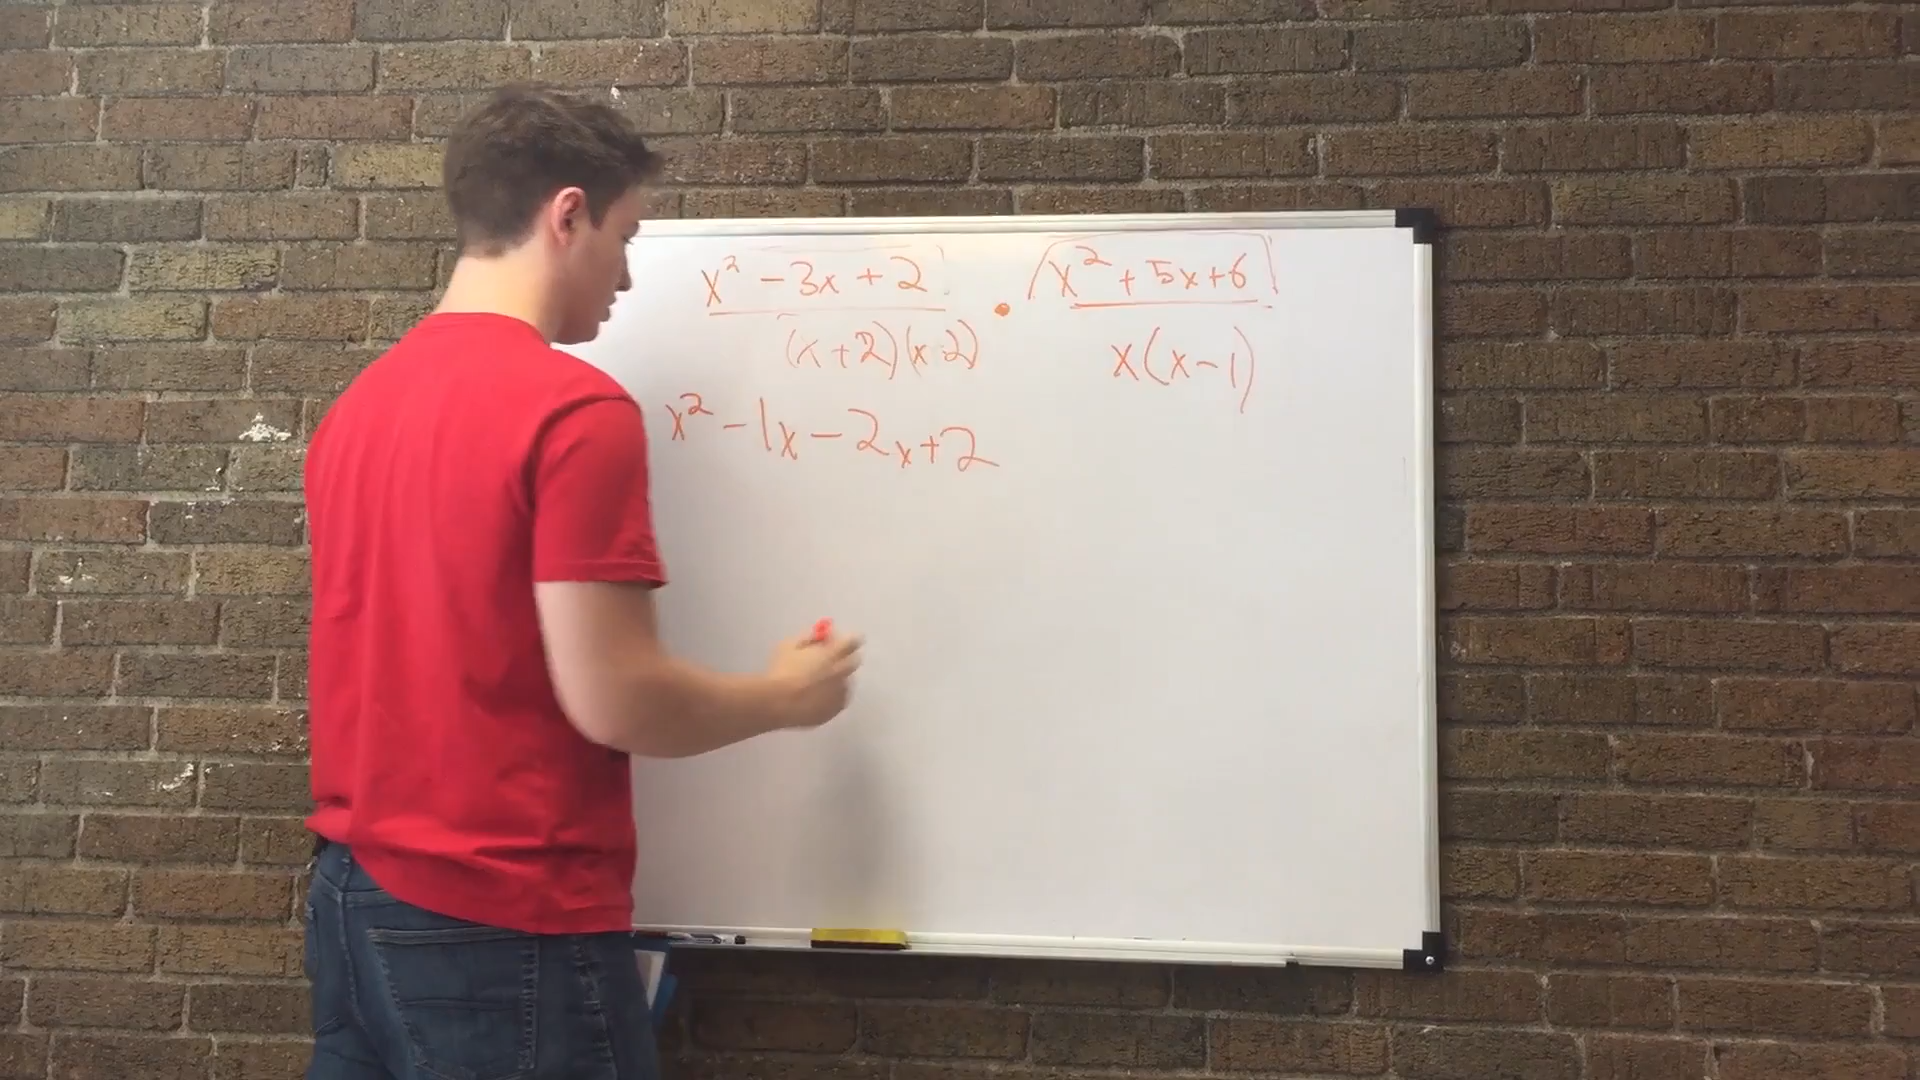 x² - 3x + 2 · x² + 5x + 6
(x + 2)(x - 2) x(x - 1)
x² - 1x - 2x + 2